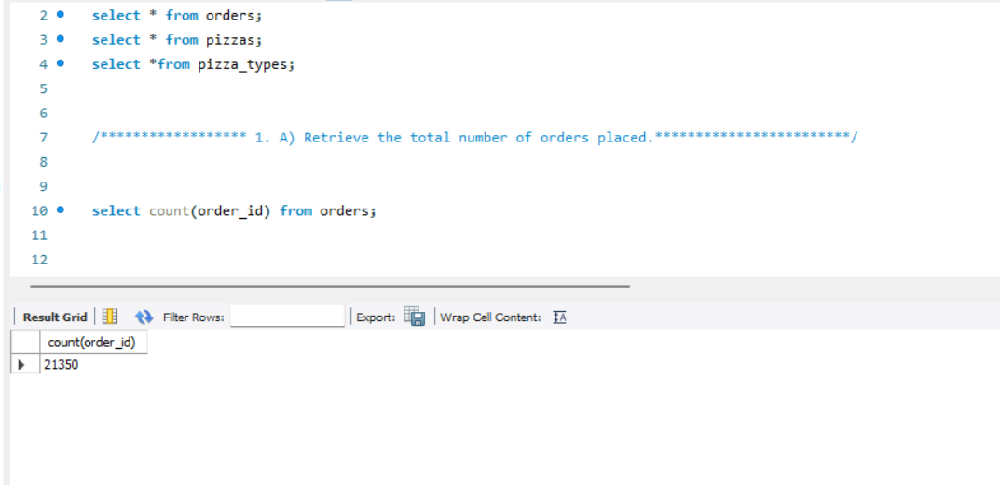 2 select * from orders;
3 select * from pizzas;
4 select *from pizza_types;
5
6
7 /****************** 1. A) Retrieve the total number of orders placed.************************/
8
9
10 select count(order_id) from orders;
11
12
Result Grid Filter Rows: Export: Wrap Cell Content: IA
count(order_id)
21350